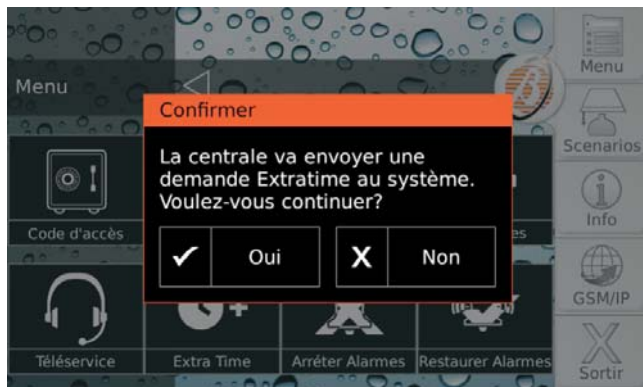 Menu
Menu
Confirmer
La centrale va envoyer une
demande Extratime au système.
Voulez-vous continuer?
Oui
Non
Scenarios
Info
Code d'accès
GSM/IP
Téléservice
Extra Time
Arréter Alarmes
Restaurer Alarmes
Sortir